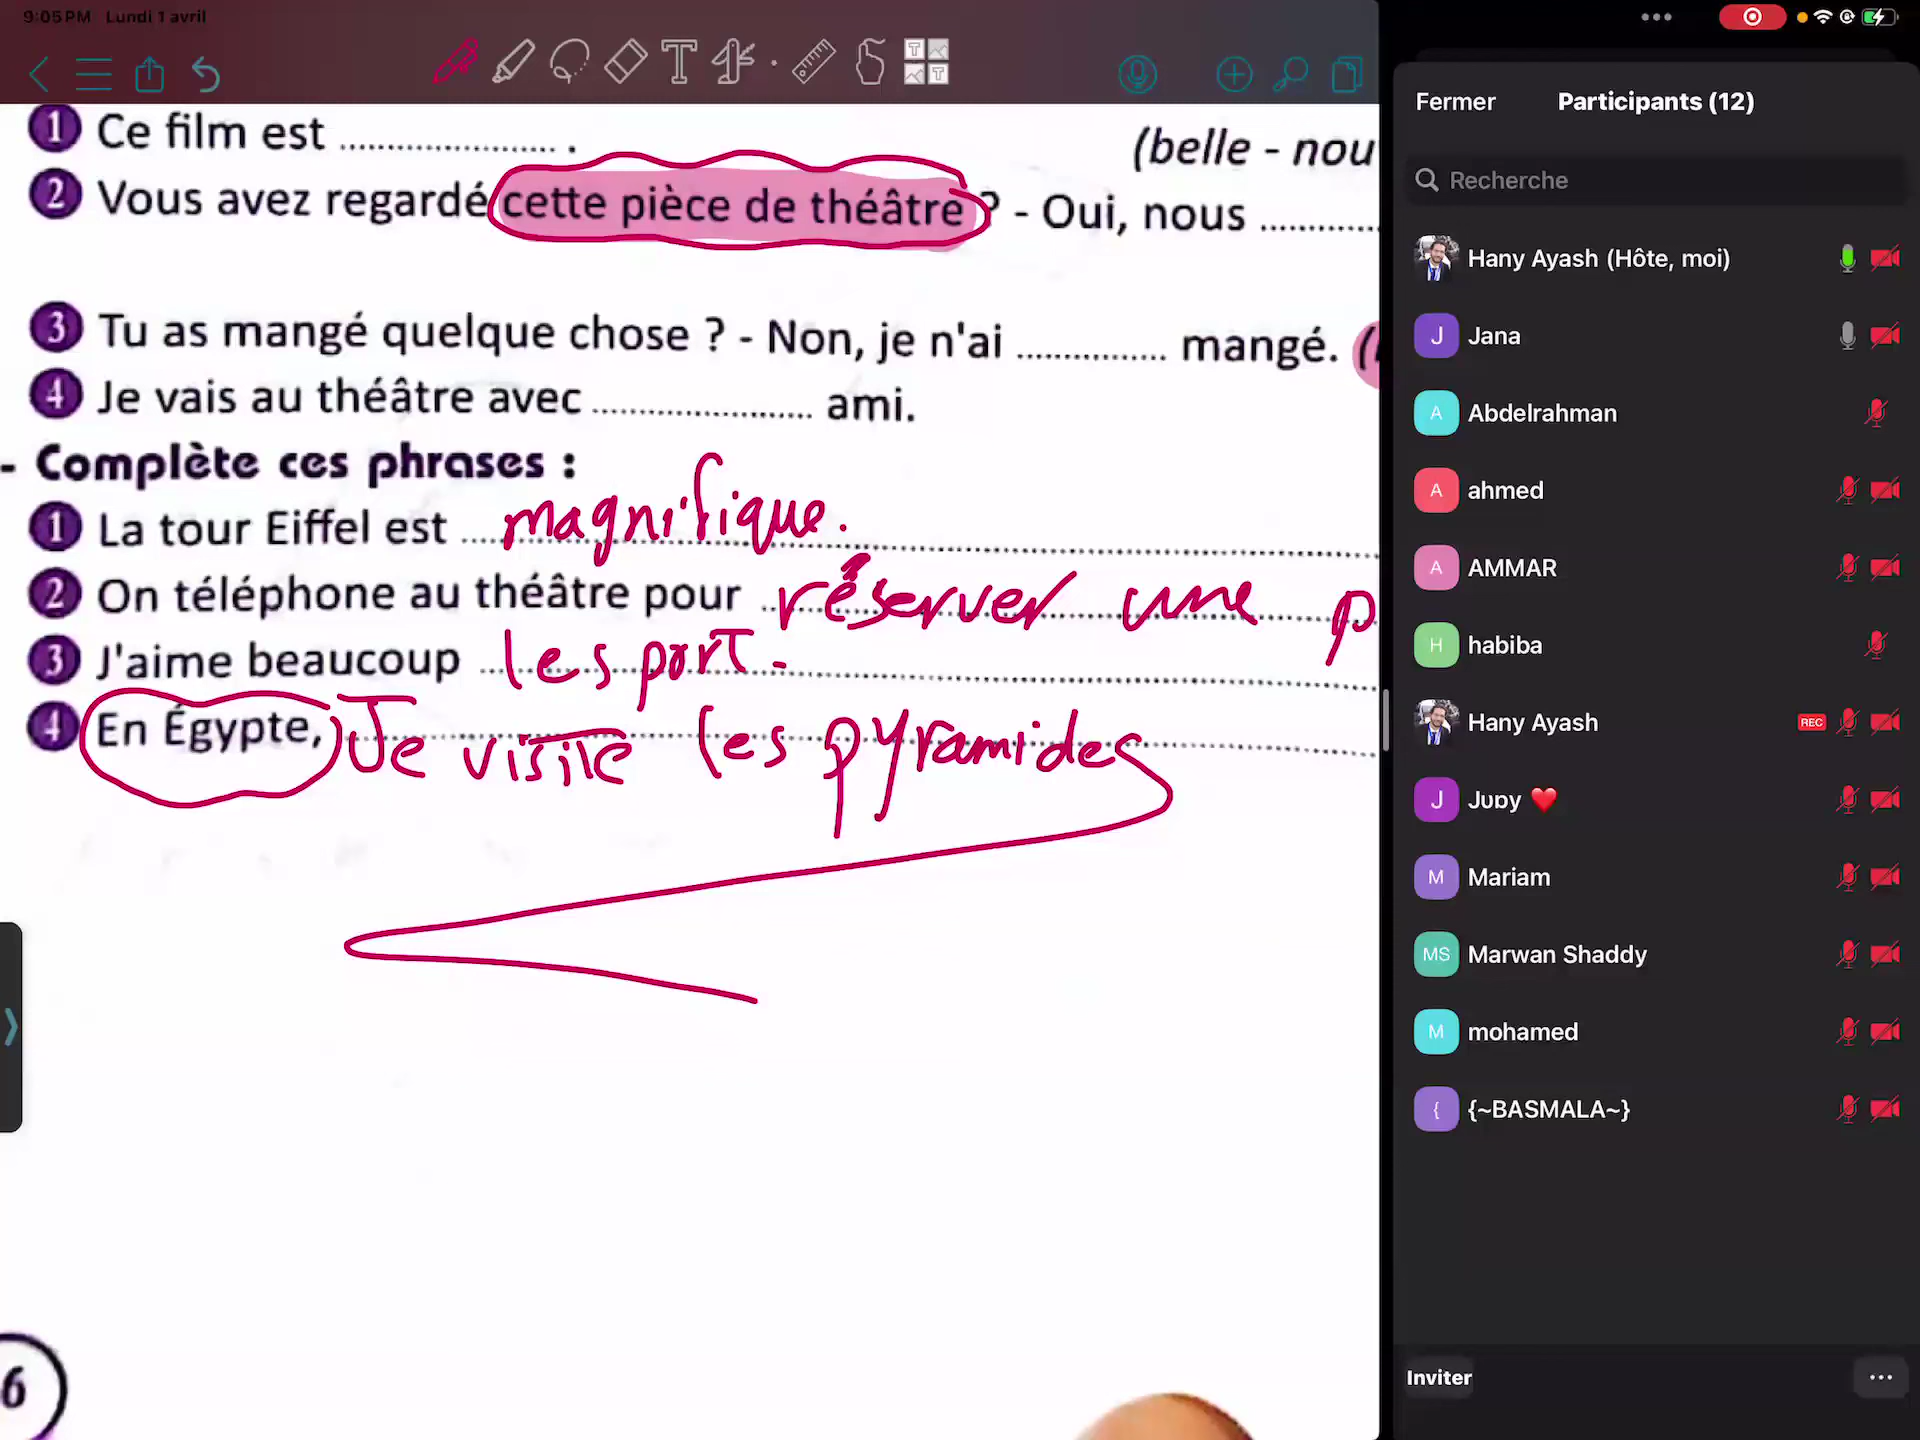 9:05 PM Lundi 1 avril
1 Ce film est ..................... . (belle - nou
2 Vous avez regardé cette pièce de théâtre ? - Oui, nous ............
3 Tu as mangé quelque chose ? - Non, je n'ai .............. mangé. (
4 Je vais au théâtre avec ..................... ami.
- Complète ces phrases :
1 La tour Eiffel est magnifique.
2 On téléphone au théâtre pour réserver une p
3 J'aime beaucoup le sport.
4 En Égypte, Je visite les pyramides
6
Fermer Participants (12)
Recherche
Hany Ayash (Hôte, moi)
J Jana
A Abdelrahman
A ahmed
A AMMAR
H habiba
Hany Ayash REC
J Jupy ❤️
M Mariam
MS Marwan Shaddy
M mohamed
{ {~BASMALA~}
Inviter ...